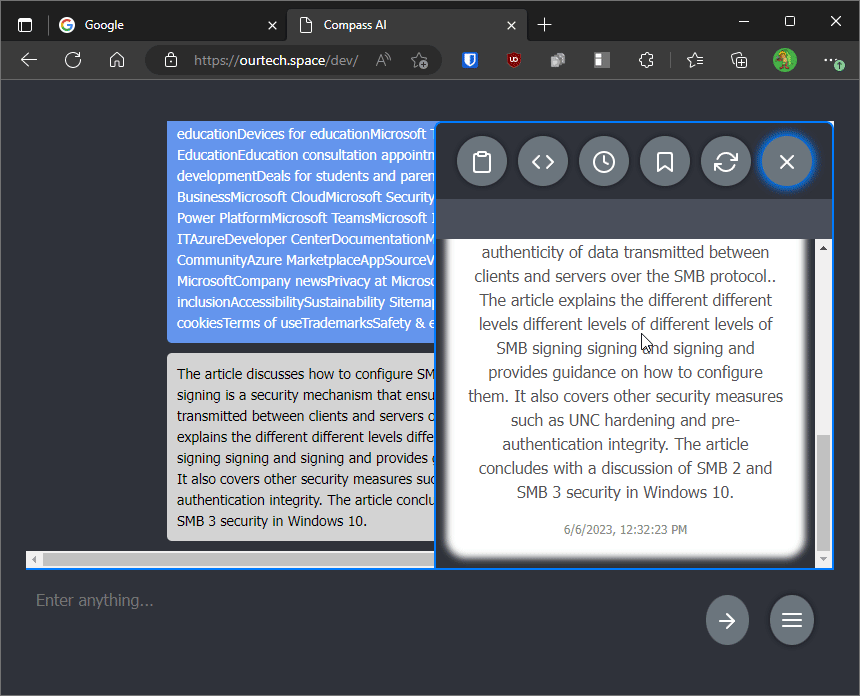 Google
Compass AI
https://ourtech.space/dev/
educationDevices for educationMicrosoft T
EducationEducation consultation appointm
developmentDeals for students and paren
BusinessMicrosoft CloudMicrosoft Security
Power PlatformMicrosoft TeamsMicrosoft I
ITAzureDeveloper CenterDocumentationM
CommunityAzure MarketplaceAppSourceV
MicrosoftCompany newsPrivacy at Microso
inclusionAccessibilitySustainability Sitemap
cookiesTerms of useTrademarksSafety & e
The article discusses how to configure SM
signing is a security mechanism that ensu
transmitted between clients and servers o
explains the different different levels diffe
signing signing and signing and provides g
It also covers other security measures suc
authentication integrity. The article conclu
SMB 3 security in Windows 10.
authenticity of data transmitted between
clients and servers over the SMB protocol..
The article explains the different different
levels different levels of different levels of
SMB signing signing and signing and
provides guidance on how to configure
them. It also covers other security measures
such as UNC hardening and pre-
authentication integrity. The article
concludes with a discussion of SMB 2 and
SMB 3 security in Windows 10.
6/6/2023, 12:32:23 PM
Enter anything...